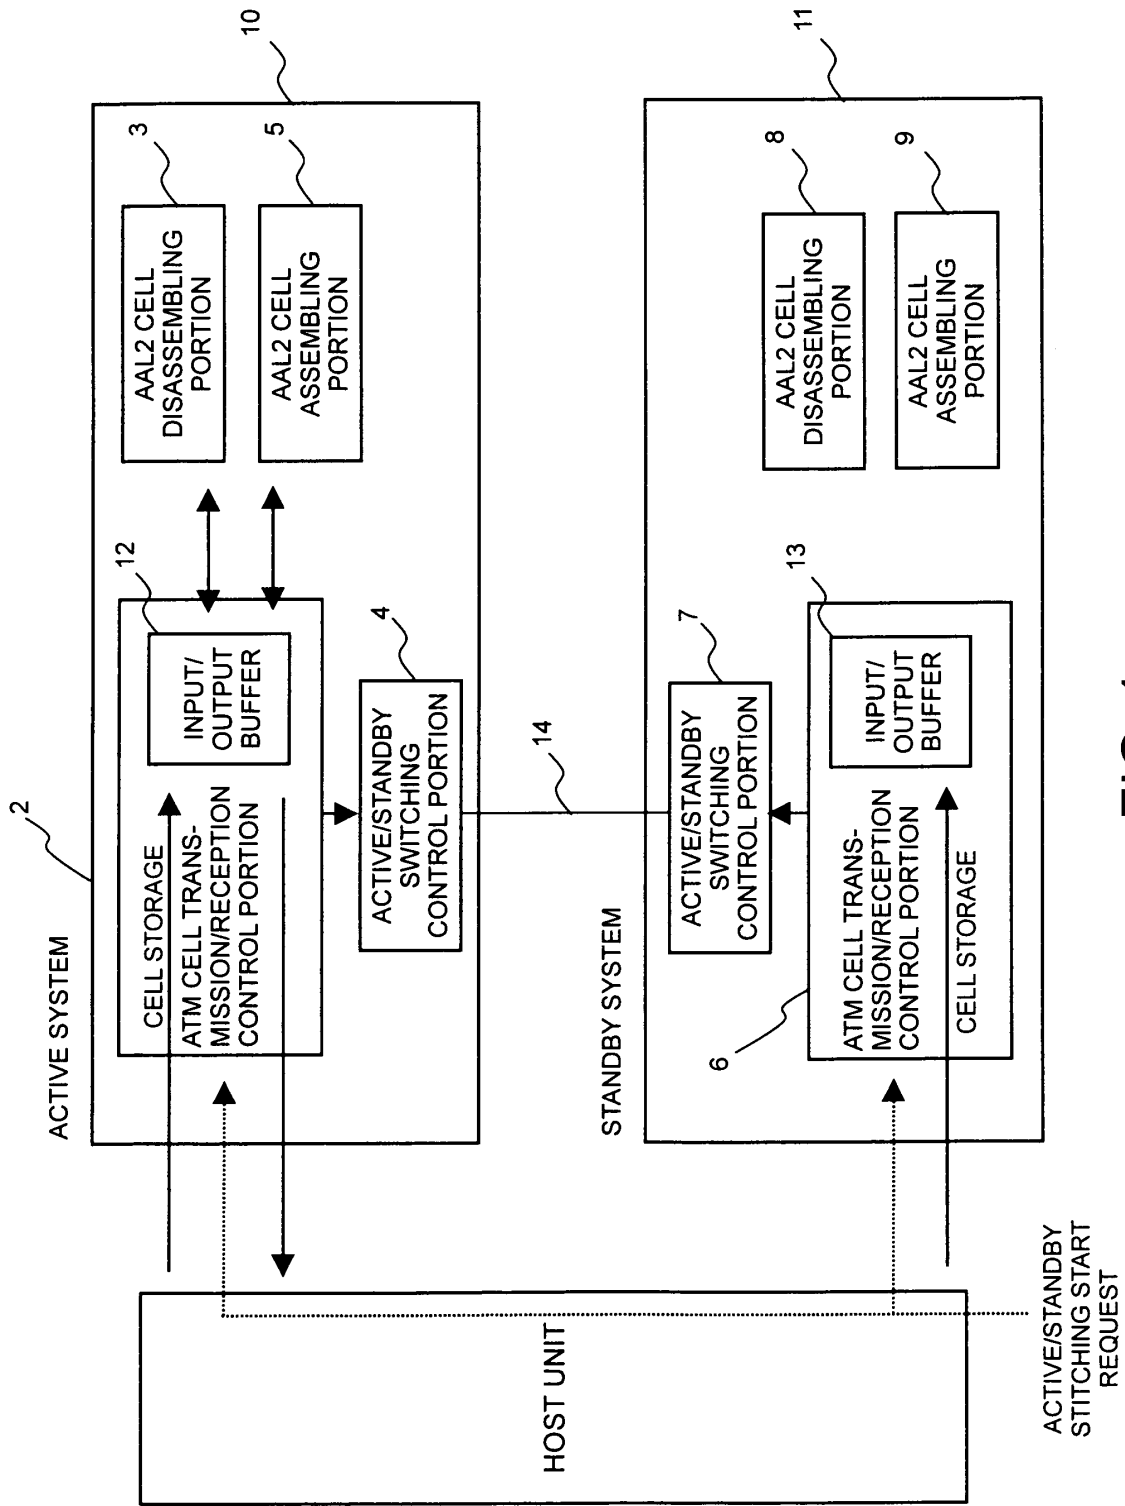 ACTIVE SYSTEM
2
10
CELL STORAGE
ATM CELL TRANS-
MISSION/RECEPTION
CONTROL PORTION
INPUT/
OUTPUT
BUFFER
12
AAL2 CELL
DISASSEMBLING
PORTION
3
AAL2 CELL
ASSEMBLING
PORTION
5
ACTIVE/STANDBY
SWITCHING
CONTROL PORTION
4
14
HOST UNIT
STANDBY SYSTEM
11
ACTIVE/STANDBY
SWITCHING
CONTROL PORTION
7
6
ATM CELL TRANS-
MISSION/RECEPTION
CONTROL PORTION
CELL STORAGE
INPUT/
OUTPUT
BUFFER
13
AAL2 CELL
DISASSEMBLING
PORTION
8
AAL2 CELL
ASSEMBLING
PORTION
9
ACTIVE/STANDBY
STITCHING START
REQUEST